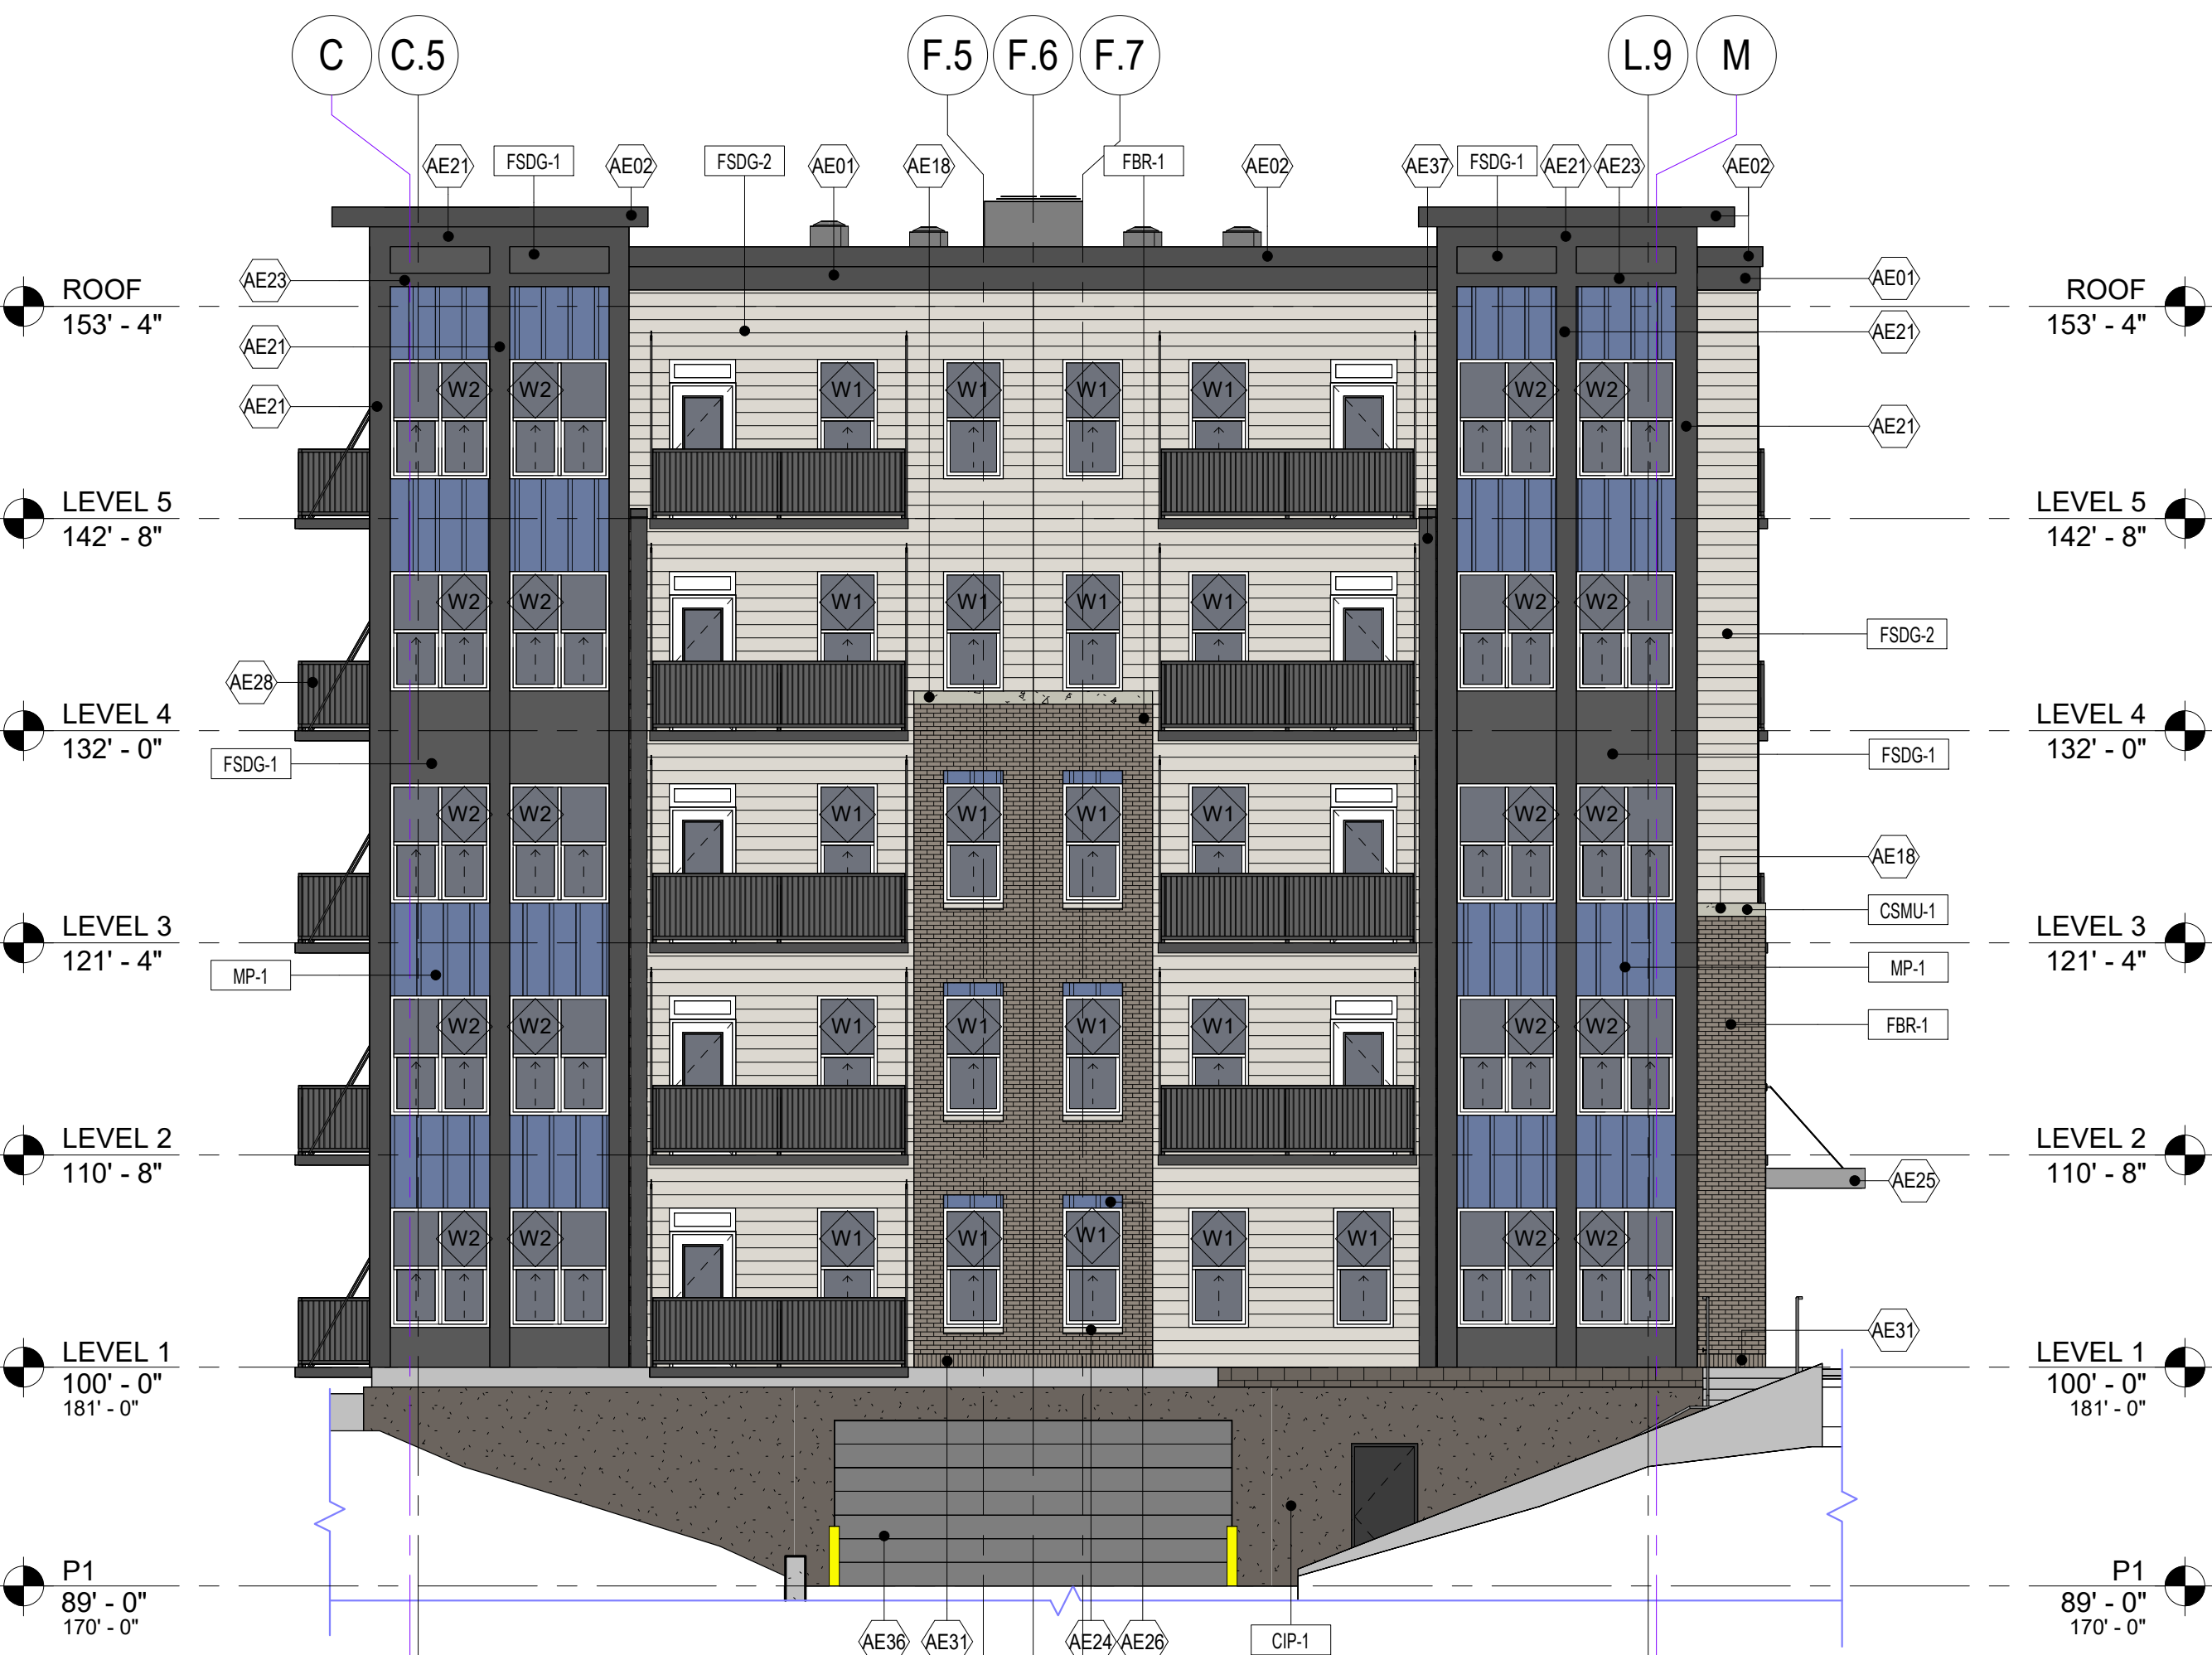 C C.5 F.5 F.6 F.7 L.9 M
AE21 FSDG-1 AE02 FSDG-2 AE01 AE18 FBR-1 AE02 AE37 FSDG-1 AE21 AE23 AE02
AE23 AE01
ROOF ROOF
153' - 4" 153' - 4"
AE21 AE21
W2 W2 W1 W1 W1 W1 W2 W2
AE21 AE21
LEVEL 5 LEVEL 5
142' - 8" 142' - 8"
W2 W2 W1 W1 W1 W1 W2 W2
FSDG-2
AE28
LEVEL 4 LEVEL 4
132' - 0" 132' - 0"
FSDG-1 FSDG-1
W2 W2 W1 W1 W1 W1 W2 W2
AE18
CSMU-1
LEVEL 3 LEVEL 3
121' - 4" 121' - 4"
MP-1 MP-1
W2 W2 W1 W1 W1 W1 W2 W2
FBR-1
LEVEL 2 LEVEL 2
110' - 8" 110' - 8"
AE25
W2 W2 W1 W1 W1 W1 W1 W2 W2
AE31
LEVEL 1 LEVEL 1
100' - 0" 100' - 0"
181' - 0" 181' - 0"
P1 P1
89' - 0" 89' - 0"
170' - 0" 170' - 0"
AE36 AE31 AE24 AE26 CIP-1